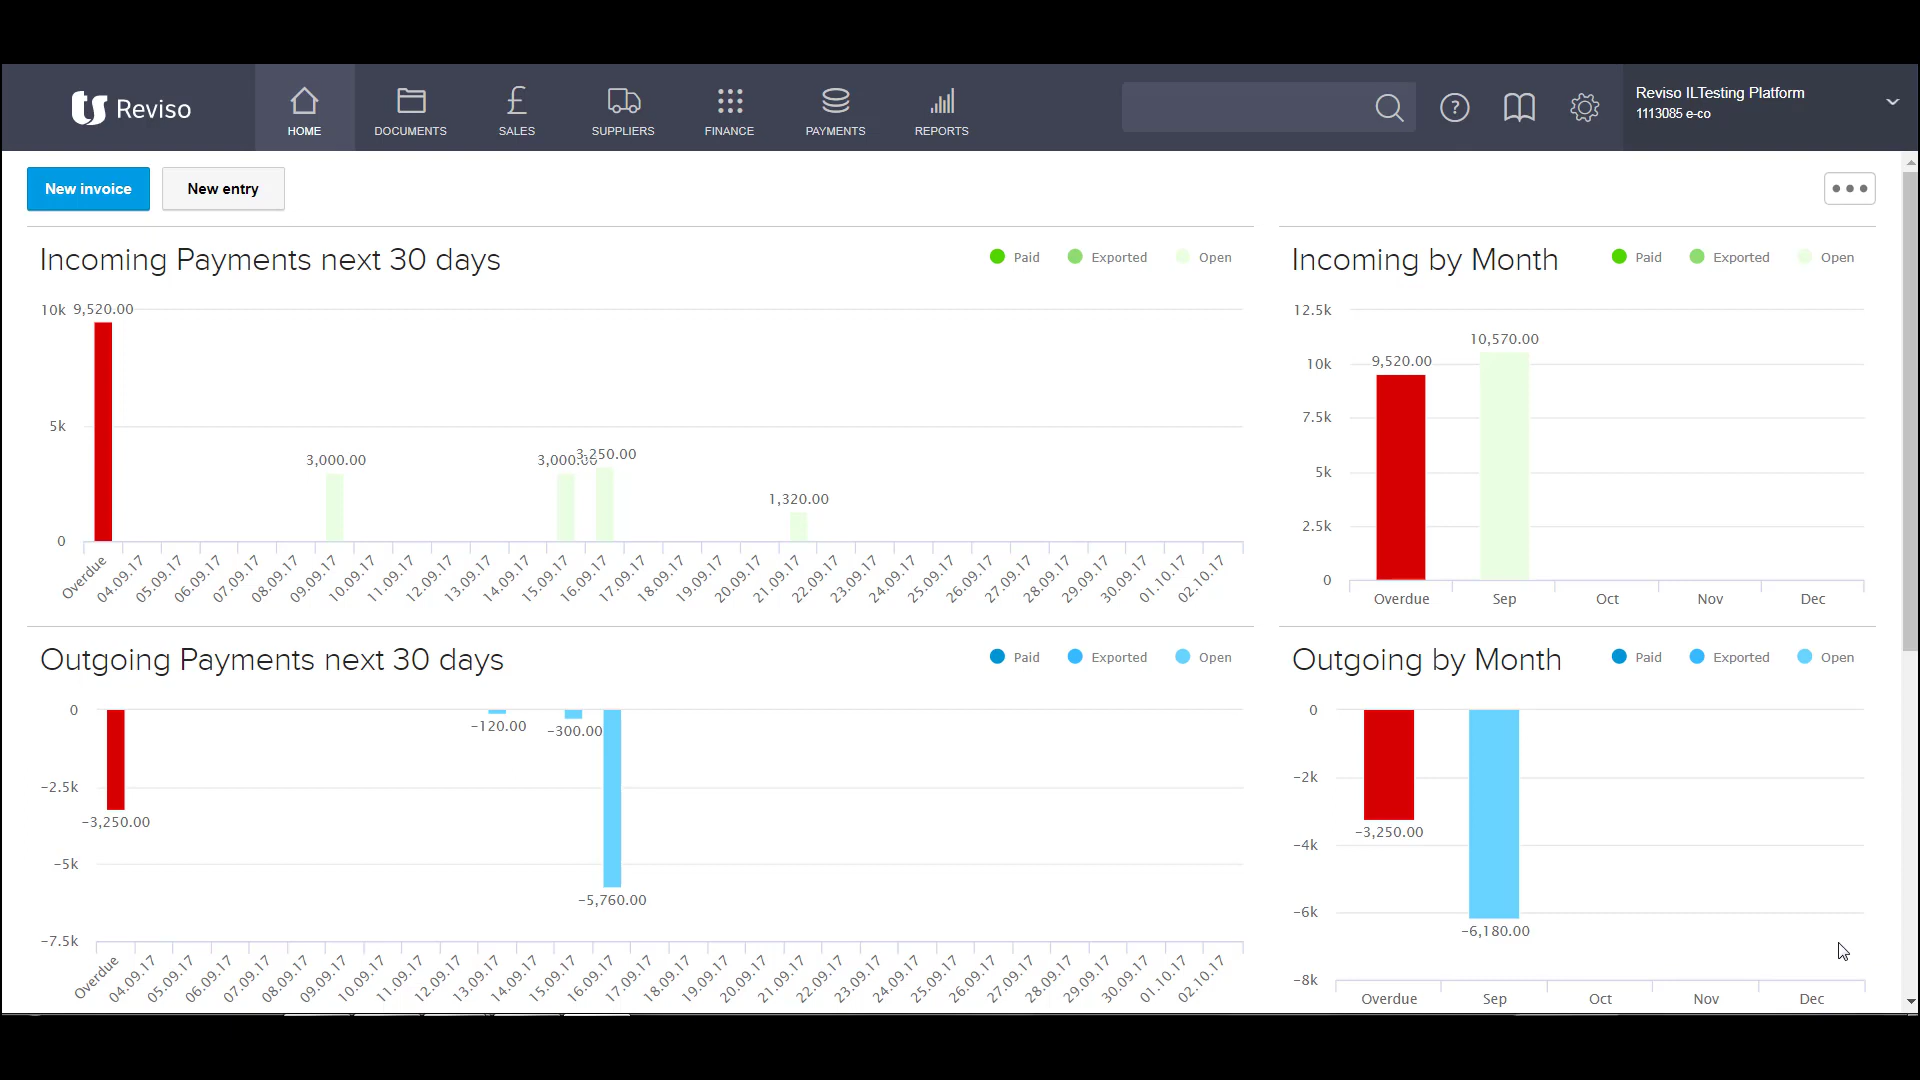 Reviso
HOME
DOCUMENTS
SALES
SUPPLIERS
FINANCE
PAYMENTS
REPORTS
Reviso ILTesting Platform
1113085 e-co
New invoice
New entry
Incoming Payments next 30 days
Paid Exported Open
10k 9,520.00
3,250.00
3,000.00 3,000.00
5k
1,320.00
0
Overdue 04.09.17 05.09.17 06.09.17 07.09.17 08.09.17 09.09.17 10.09.17 11.09.17 12.09.17 13.09.17 14.09.17 15.09.17 16.09.17 17.09.17 18.09.17 19.09.17 20.09.17 21.09.17 22.09.17 23.09.17 24.09.17 25.09.17 26.09.17 27.09.17 28.09.17 29.09.17 30.09.17 01.10.17 02.10.17
Incoming by Month
Paid Exported Open
12.5k
10,570.00
9,520.00
10k
7.5k
5k
2.5k
0
Overdue Sep Oct Nov Dec
Outgoing Payments next 30 days
Paid Exported Open
0
-120.00
-300.00
-2.5k
-3,250.00
-5k
-5,760.00
-7.5k
Overdue 04.09.17 05.09.17 06.09.17 07.09.17 08.09.17 09.09.17 10.09.17 11.09.17 12.09.17 13.09.17 14.09.17 15.09.17 16.09.17 17.09.17 18.09.17 19.09.17 20.09.17 21.09.17 22.09.17 23.09.17 24.09.17 25.09.17 26.09.17 27.09.17 28.09.17 29.09.17 30.09.17 01.10.17 02.10.17
Outgoing by Month
Paid Exported Open
0
-2k
-3,250.00
-4k
-6k
-6,180.00
-8k
Overdue Sep Oct Nov Dec